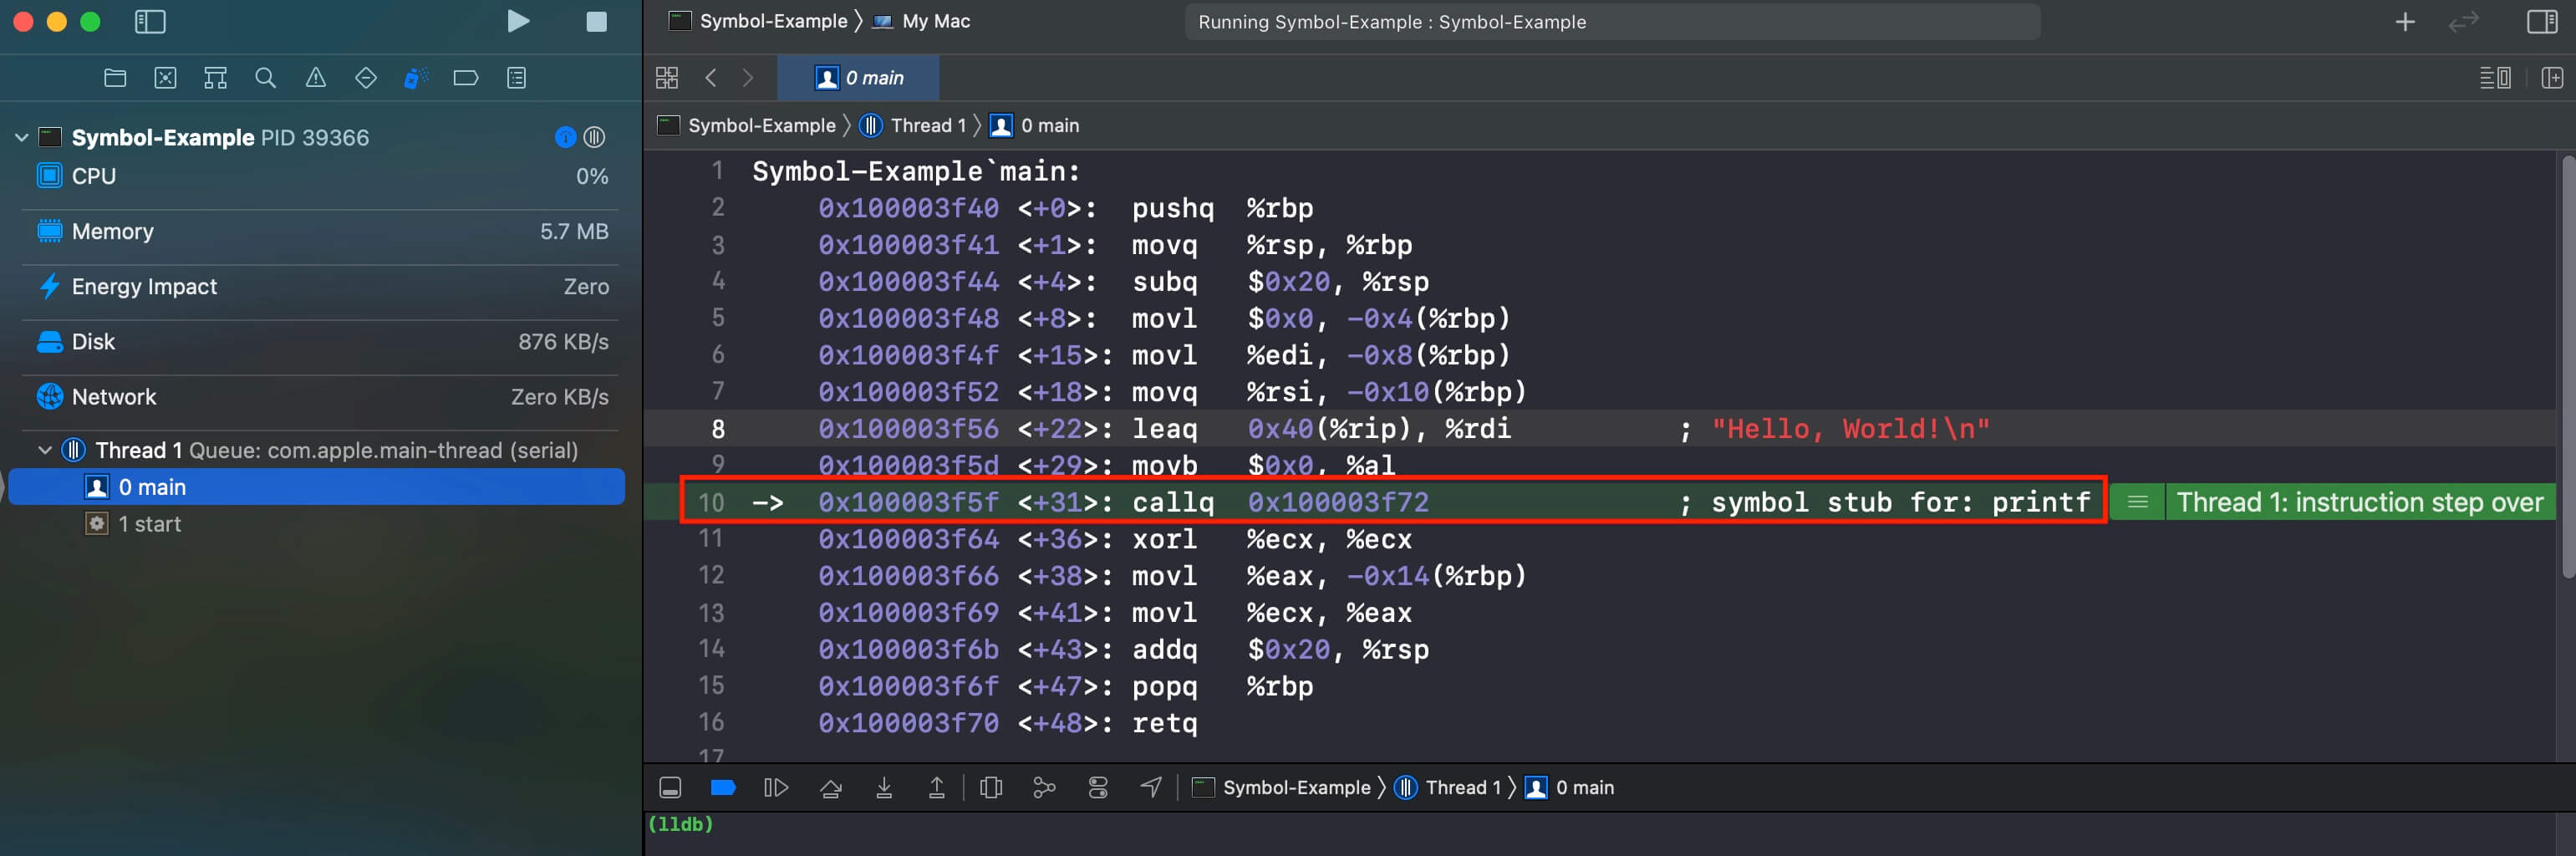 Symbol-Example 〉 My Mac
Running Symbol-Example : Symbol-Example
0 main
Symbol-Example PID 39366
CPU 0%
Memory 5.7 MB
Energy Impact Zero
Disk 876 KB/s
Network Zero KB/s
Thread 1 Queue: com.apple.main-thread (serial)
0 main
1 start
Symbol-Example 〉 Thread 1 〉 0 main
1 Symbol-Example`main:
2 0x100003f40 <+0>: pushq %rbp
3 0x100003f41 <+1>: movq %rsp, %rbp
4 0x100003f44 <+4>: subq $0x20, %rsp
5 0x100003f48 <+8>: movl $0x0, -0x4(%rbp)
6 0x100003f4f <+15>: movl %edi, -0x8(%rbp)
7 0x100003f52 <+18>: movq %rsi, -0x10(%rbp)
8 0x100003f56 <+22>: leaq 0x40(%rip), %rdi ; "Hello, World!\n"
9 0x100003f5d <+29>: movb $0x0, %al
10 -> 0x100003f5f <+31>: callq 0x100003f72 ; symbol stub for: printf Thread 1: instruction step over
11 0x100003f64 <+36>: xorl %ecx, %ecx
12 0x100003f66 <+38>: movl %eax, -0x14(%rbp)
13 0x100003f69 <+41>: movl %ecx, %eax
14 0x100003f6b <+43>: addq $0x20, %rsp
15 0x100003f6f <+47>: popq %rbp
16 0x100003f70 <+48>: retq
17
Symbol-Example 〉 Thread 1 〉 0 main
(lldb)